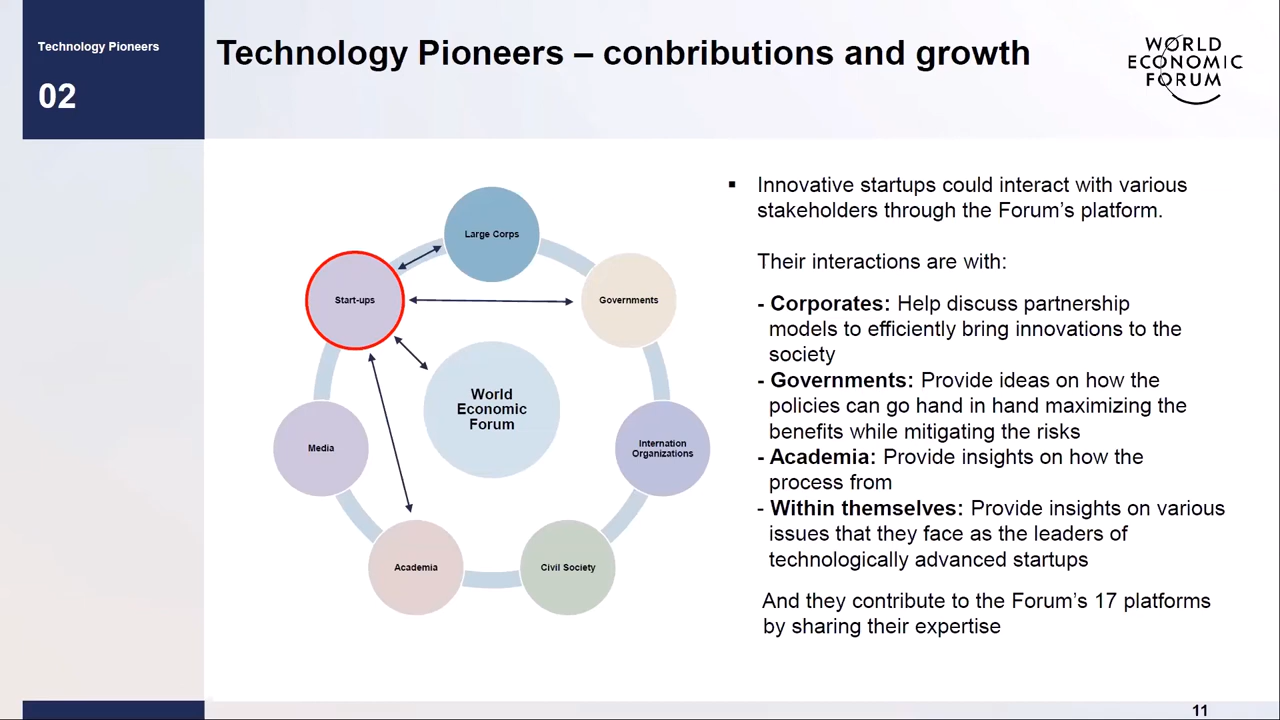 Technology Pioneers
02
Technology Pioneers – conbributions and growth
WORLD
ECONOMIC
FORUM
Large Corps
Start-ups
Governments
World
Economic
Forum
Media
Internation
Organizations
Academia
Civil Society
▪ Innovative startups could interact with various
stakeholders through the Forum's platform.
Their interactions are with:
- Corporates: Help discuss partnership
models to efficiently bring innovations to the
society
- Governments: Provide ideas on how the
policies can go hand in hand maximizing the
benefits while mitigating the risks
- Academia: Provide insights on how the
process from
- Within themselves: Provide insights on various
issues that they face as the leaders of
technologically advanced startups
And they contribute to the Forum's 17 platforms
by sharing their expertise
11